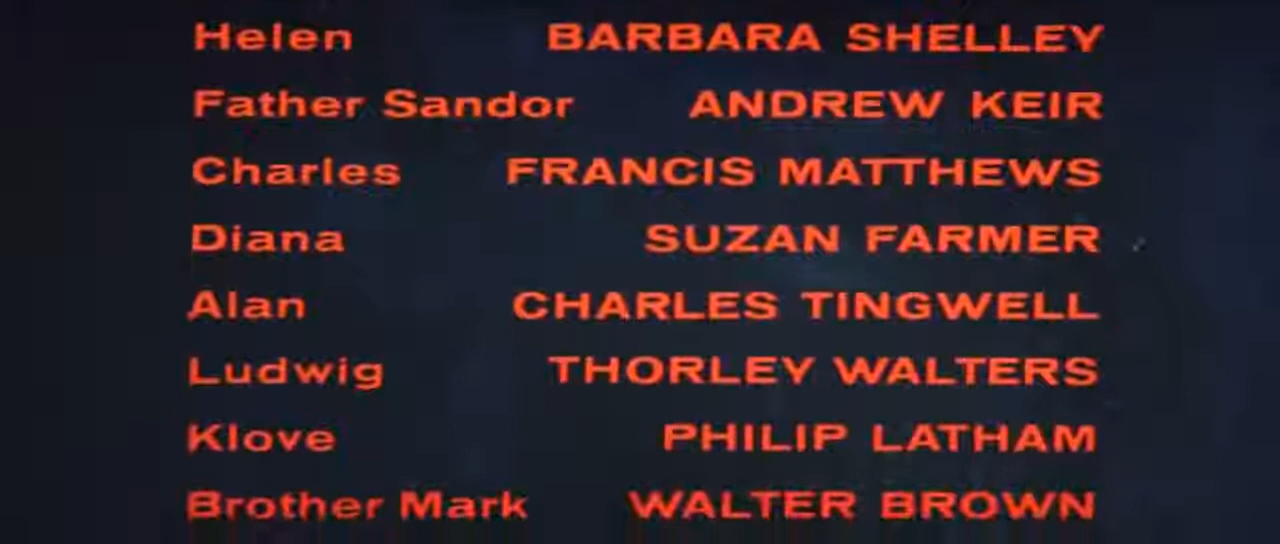 Helen BARBARA SHELLEY
Father Sandor ANDREW KEIR
Charles FRANCIS MATTHEWS
Diana SUZAN FARMER
Alan CHARLES TINGWELL
Ludwig THORLEY WALTERS
Klove PHILIP LATHAM
Brother Mark WALTER BROWN